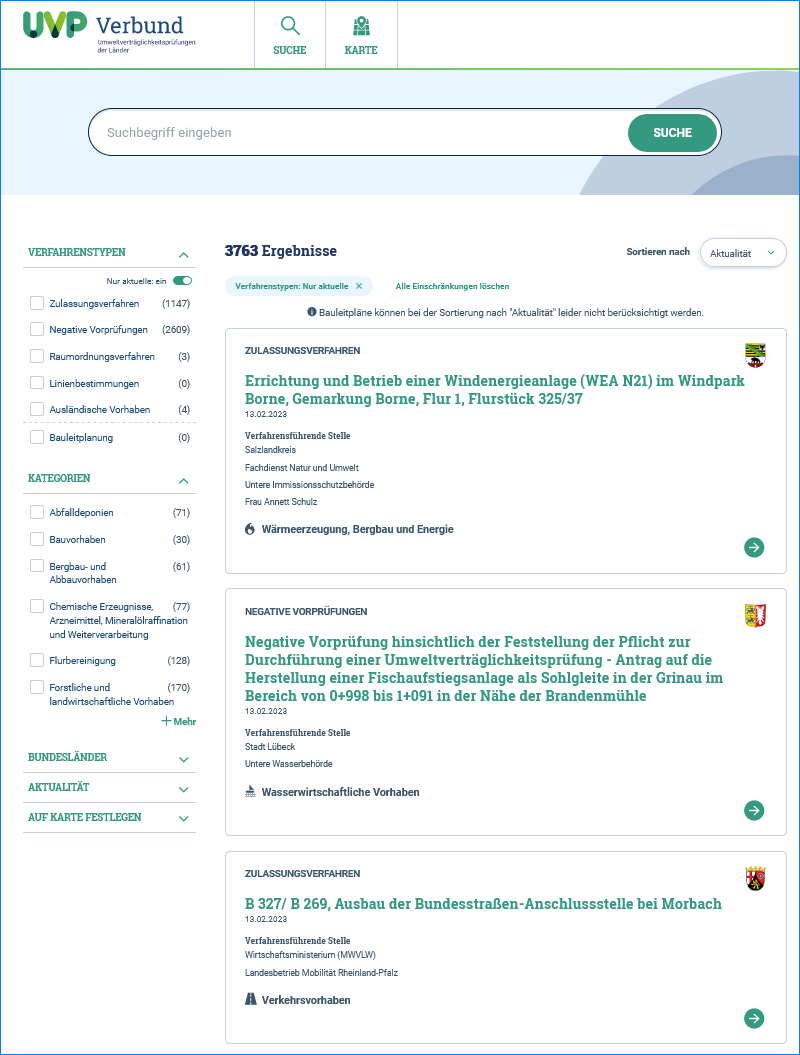 UVP Verbund
Umweltverträglichkeitsprüfungen
der Länder
SUCHE
KARTE
Suchbegriff eingeben
SUCHE
VERFAHRENSTYPEN
Nur aktuelle: ein
Zulassungsverfahren (1147)
Negative Vorprüfungen (2609)
Raumordnungsverfahren (3)
Linienbestimmungen (0)
Ausländische Vorhaben (4)
Bauleitplanung (0)
KATEGORIEN
Abfalldeponien (71)
Bauvorhaben (30)
Bergbau- und (61)
Abbauvorhaben
Chemische Erzeugnisse, (77)
Arzneimittel, Mineralölraffination
und Weiterverarbeitung
Flurbereinigung (128)
Forstliche und (170)
landwirtschaftliche Vorhaben
Mehr
BUNDESLÄNDER
AKTUALITÄT
AUF KARTE FESTLEGEN
3763 Ergebnisse
Sortieren nach
Aktualität
Verfahrenstypen: Nur aktuelle
Alle Einschränkungen löschen
Bauleitpläne können bei der Sortierung nach "Aktualität" leider nicht berücksichtigt werden.
ZULASSUNGSVERFAHREN
Errichtung und Betrieb einer Windenergieanlage (WEA N21) im Windpark
Borne, Gemarkung Borne, Flur 1, Flurstück 325/37
13.02.2023
Verfahrensführende Stelle
Salzlandkreis
Fachdienst Natur und Umwelt
Untere Immissionsschutzbehörde
Frau Annett Schulz
Wärmeerzeugung, Bergbau und Energie
NEGATIVE VORPRÜFUNGEN
Negative Vorprüfung hinsichtlich der Feststellung der Pflicht zur
Durchführung einer Umweltverträglichkeitsprüfung - Antrag auf die
Herstellung einer Fischaufstiegsanlage als Sohlgleite in der Grinau im
Bereich von 0+998 bis 1+091 in der Nähe der Brandenmühle
13.02.2023
Verfahrensführende Stelle
Stadt Lübeck
Untere Wasserbehörde
Wasserwirtschaftliche Vorhaben
ZULASSUNGSVERFAHREN
B 327/ B 269, Ausbau der Bundesstraßen-Anschlussstelle bei Morbach
13.02.2023
Verfahrensführende Stelle
Wirtschaftsministerium (MWVLW)
Landesbetrieb Mobilität Rheinland-Pfalz
Verkehrsvorhaben